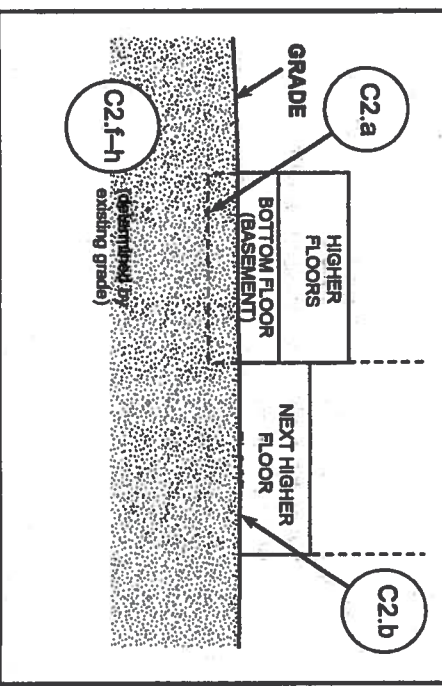 C2.a
GRADE
HIGHER
FLOORS
BOTTOM FLOOR
(BASEMENT)
NEXT HIGHER
FLOOR
C2.b
C2.f–h
(determined by
existing grade)